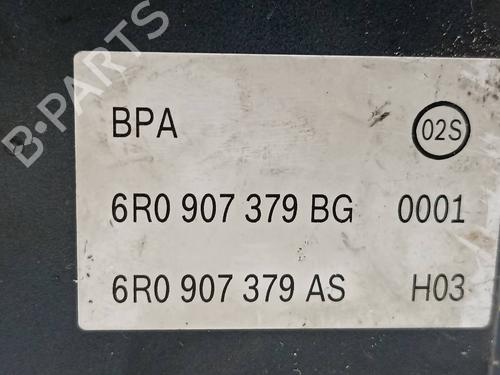 B·PARTS
BPA 02S
6R0 907 379 BG 0001
6R0 907 379 AS H03